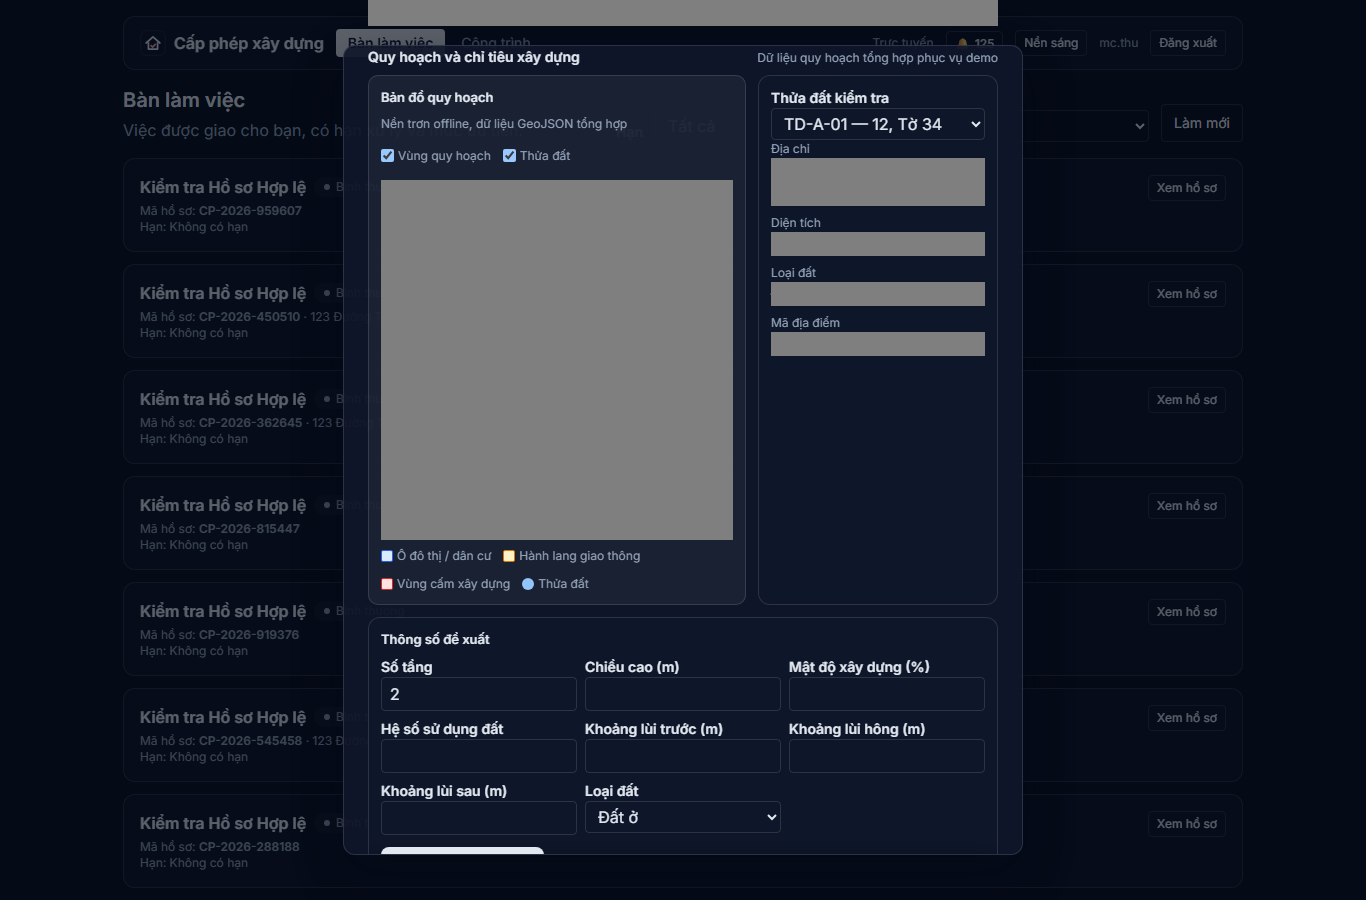 Cấp phép xây dựng
Bàn làm việc
Công trình
Trực tuyến
125
Nền sáng
mc.thu
Đăng xuất
Bàn làm việc
Việc được giao cho bạn, có
Tất cả
Làm mới
Quy hoạch và chỉ tiêu xây dựng
Dữ liệu quy hoạch tổng hợp phục vụ demo
Bản đồ quy hoạch
Nền trơn offline, dữ liệu GeoJSON tổng hợp
Vùng quy hoạch
Thửa đất
Ô đô thị / dân cư
Hành lang giao thông
Vùng cấm xây dựng
Thửa đất
Thửa đất kiểm tra
TD-A-01 — 12, Tờ 34
Địa chỉ
Diện tích
Loại đất
Mã địa điểm
Thông số đề xuất
Số tầng
Chiều cao (m)
Mật độ xây dựng (%)
2
Hệ số sử dụng đất
Khoảng lùi trước (m)
Khoảng lùi hông (m)
Khoảng lùi sau (m)
Loại đất
Đất ở
Kiểm tra Hồ sơ Hợp lệ
Xem hồ sơ
Mã hồ sơ: CP-2026-959607
Hạn: Không có hạn
Kiểm tra Hồ sơ Hợp lệ
Xem hồ sơ
Mã hồ sơ: CP-2026-450510 · 123
Hạn: Không có hạn
Kiểm tra Hồ sơ Hợp lệ
Xem hồ sơ
Mã hồ sơ: CP-2026-362645 · 123
Hạn: Không có hạn
Kiểm tra Hồ sơ Hợp lệ
Xem hồ sơ
Mã hồ sơ: CP-2026-815447
Hạn: Không có hạn
Kiểm tra Hồ sơ Hợp lệ
Xem hồ sơ
Mã hồ sơ: CP-2026-919376
Hạn: Không có hạn
Kiểm tra Hồ sơ Hợp lệ
Xem hồ sơ
Mã hồ sơ: CP-2026-545458 · 123
Hạn: Không có hạn
Kiểm tra Hồ sơ Hợp lệ
Xem hồ sơ
Mã hồ sơ: CP-2026-288188
Hạn: Không có hạn